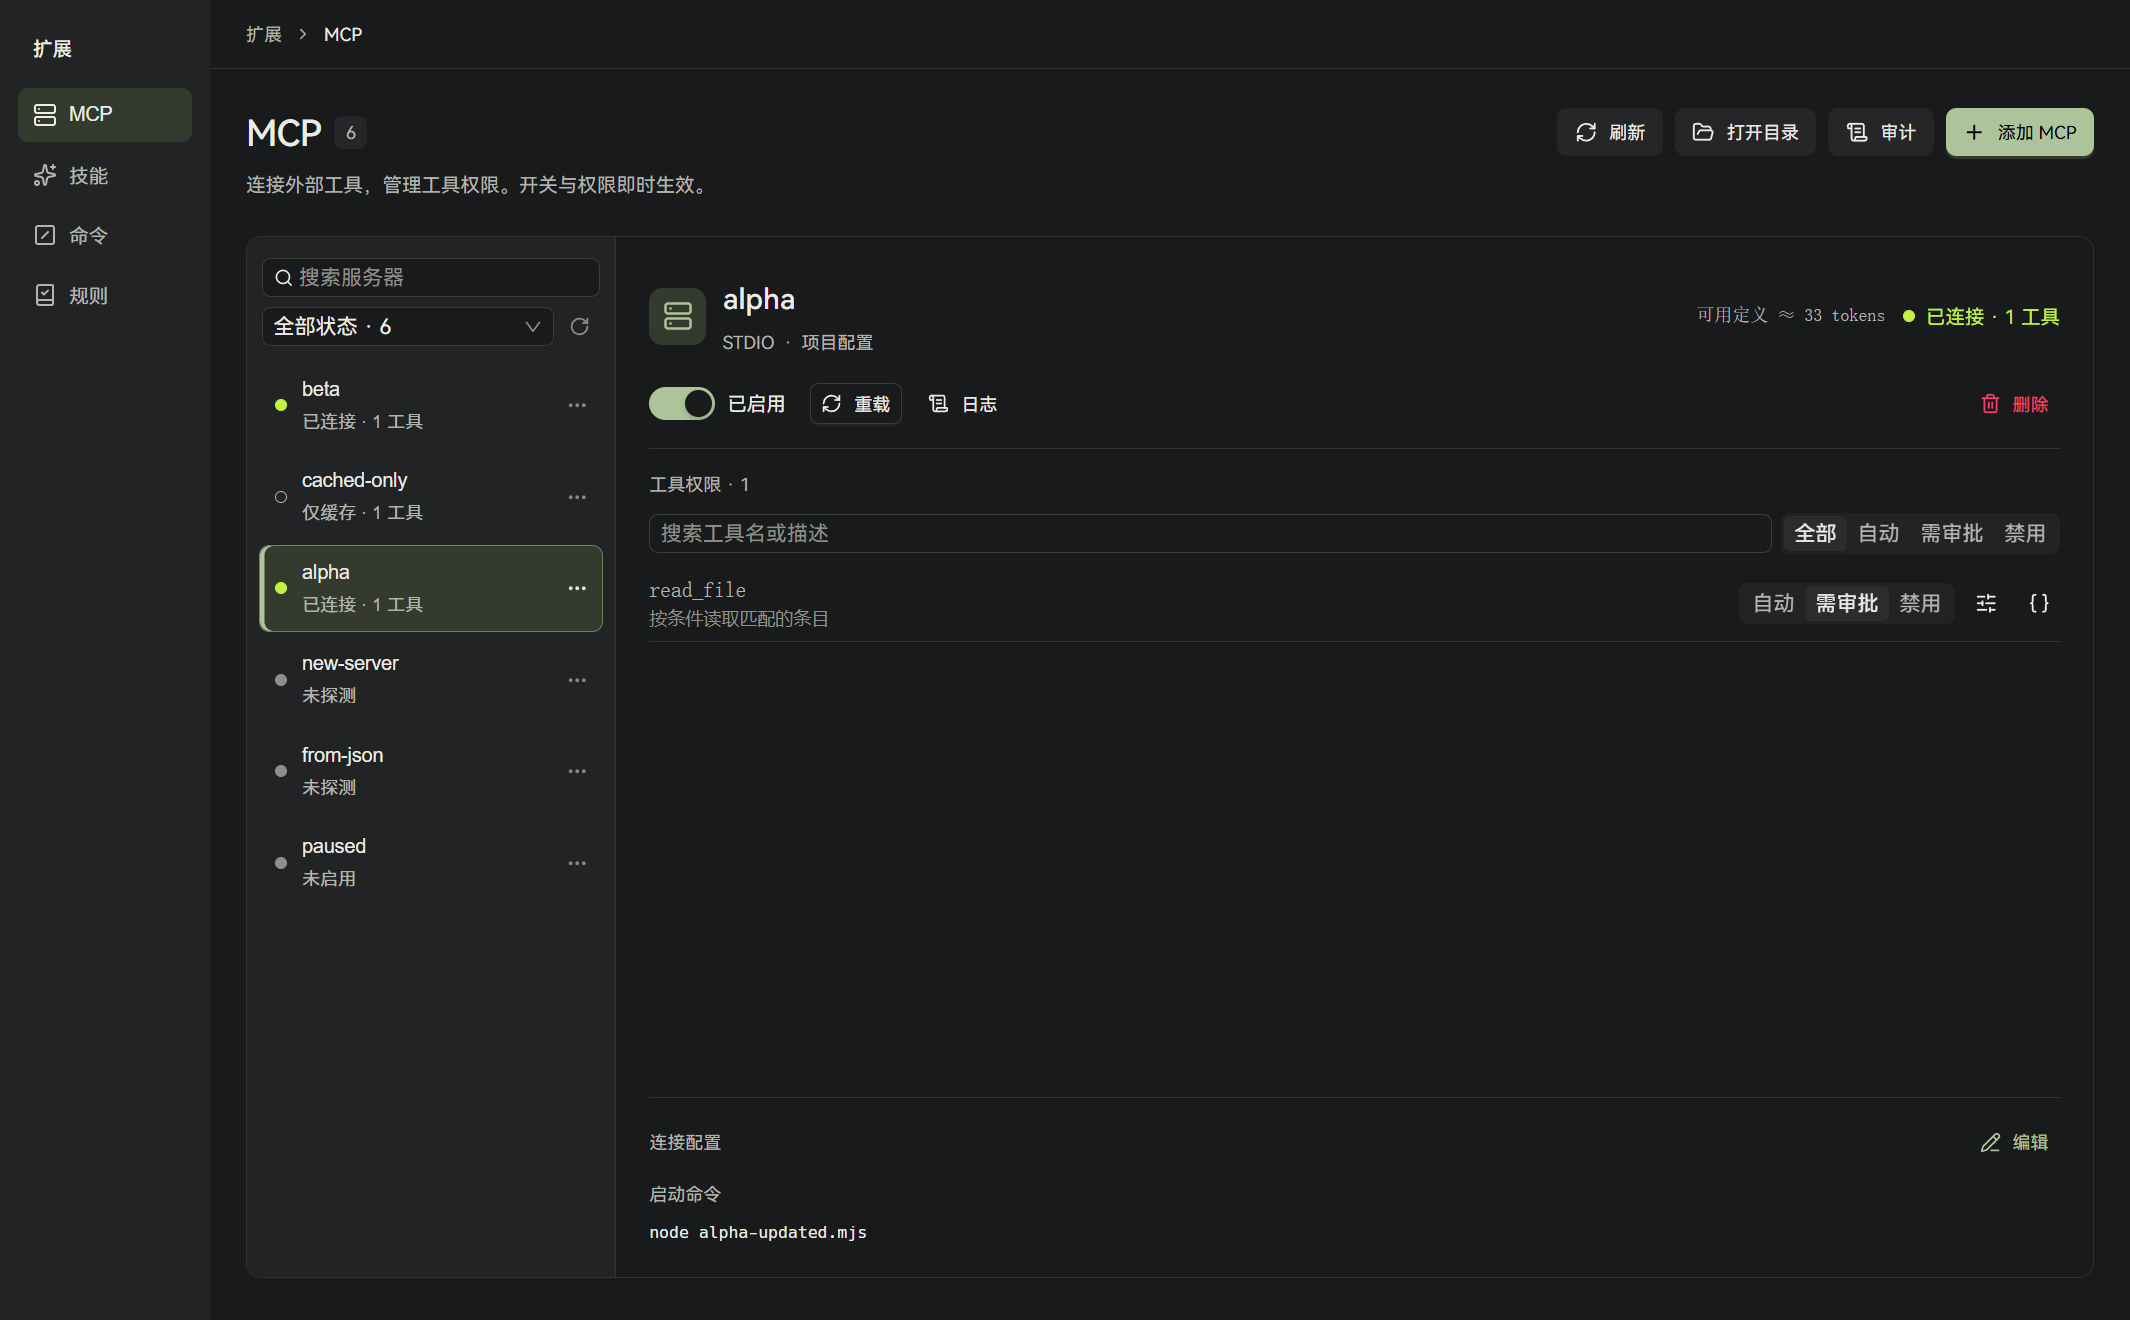 扩展
MCP
技能
命令
规则
扩展 > MCP
MCP 6
刷新
打开目录
审计
+ 添加 MCP
连接外部工具，管理工具权限。开关与权限即时生效。
搜索服务器
全部状态 · 6
beta
已连接 · 1 工具
cached-only
仅缓存 · 1 工具
alpha
已连接 · 1 工具
new-server
未探测
from-json
未探测
paused
未启用
alpha
STDIO · 项目配置
可用定义 ≈ 33 tokens
已连接 · 1 工具
已启用
重载
日志
删除
工具权限 · 1
搜索工具名或描述
全部 自动 需审批 禁用
read_file
按条件读取匹配的条目
自动 需审批 禁用 {}
连接配置
编辑
启动命令
node alpha-updated.mjs